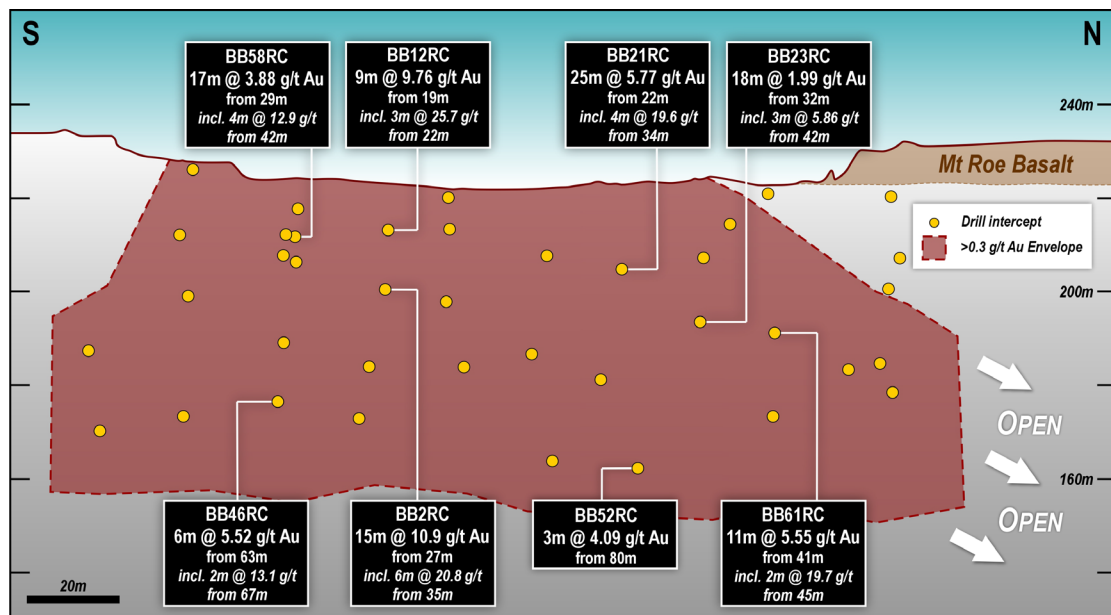 S
N
BB58RC
17m @ 3.88 g/t Au
from 29m
incl. 4m @ 12.9 g/t
from 42m
BB12RC
9m @ 9.76 g/t Au
from 19m
incl. 3m @ 25.7 g/t
from 22m
BB21RC
25m @ 5.77 g/t Au
from 22m
incl. 4m @ 19.6 g/t
from 34m
BB23RC
18m @ 1.99 g/t Au
from 32m
incl. 3m @ 5.86 g/t
from 42m
240m
Mt Roe Basalt
Drill intercept
>0.3 g/t Au Envelope
200m
OPEN
160m
OPEN
BB46RC
6m @ 5.52 g/t Au
from 63m
incl. 2m @ 13.1 g/t
from 67m
BB2RC
15m @ 10.9 g/t Au
from 27m
incl. 6m @ 20.8 g/t
from 35m
BB52RC
3m @ 4.09 g/t Au
from 80m
BB61RC
11m @ 5.55 g/t Au
from 41m
incl. 2m @ 19.7 g/t
from 45m
20m